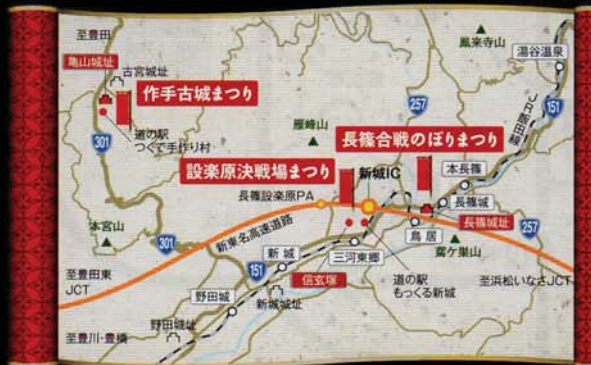 至豊田
亀山城址
古宮城址
作手古城まつり
道の駅
つくで手作り村
301
本宮山
301
至豊田東
JCT
至豊川・豊橋
鳳来寺山
湯谷温泉
151
JR飯田線
257
雁峰山
長篠合戦のぼりまつり
設楽原決戦場まつり
新城IC
本長篠
長篠城
長篠設楽原PA
長篠城址
鳥居
257
新東名高速道路
鳶ケ巣山
三河東郷
新城
151
信玄塚
道の駅
もっくる新城
至浜松いなさJCT
野田城
新城城址
野田城址